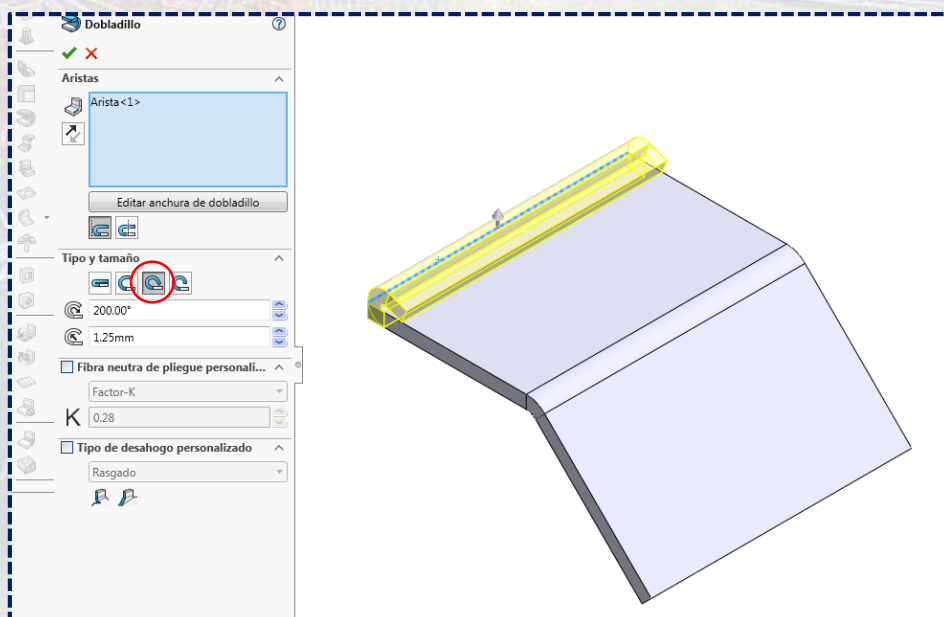 Dobladillo
Aristas
Arista<1>
Editar anchura de dobladillo
Tipo y tamaño
200.00°
1.25mm
Fibra neutra de pliegue personali...
Factor-K
K 0.28
Tipo de desahogo personalizado
Rasgado